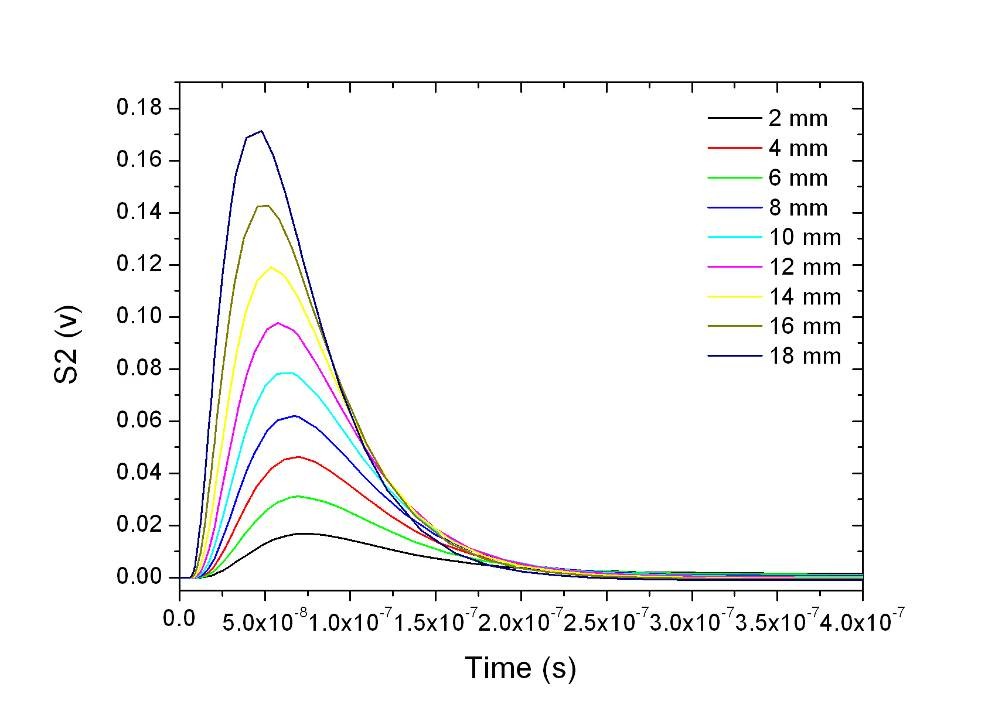 0.18
0.16
0.14
0.12
0.10
0.08
0.06
0.04
0.02
0.00
S2 (v)
2 mm
4 mm
6 mm
8 mm
10 mm
12 mm
14 mm
16 mm
18 mm
0.0 5.0x10⁻⁸ 1.0x10⁻⁷ 1.5x10⁻⁷ 2.0x10⁻⁷ 2.5x10⁻⁷ 3.0x10⁻⁷ 3.5x10⁻⁷ 4.0x10⁻⁷
Time (s)